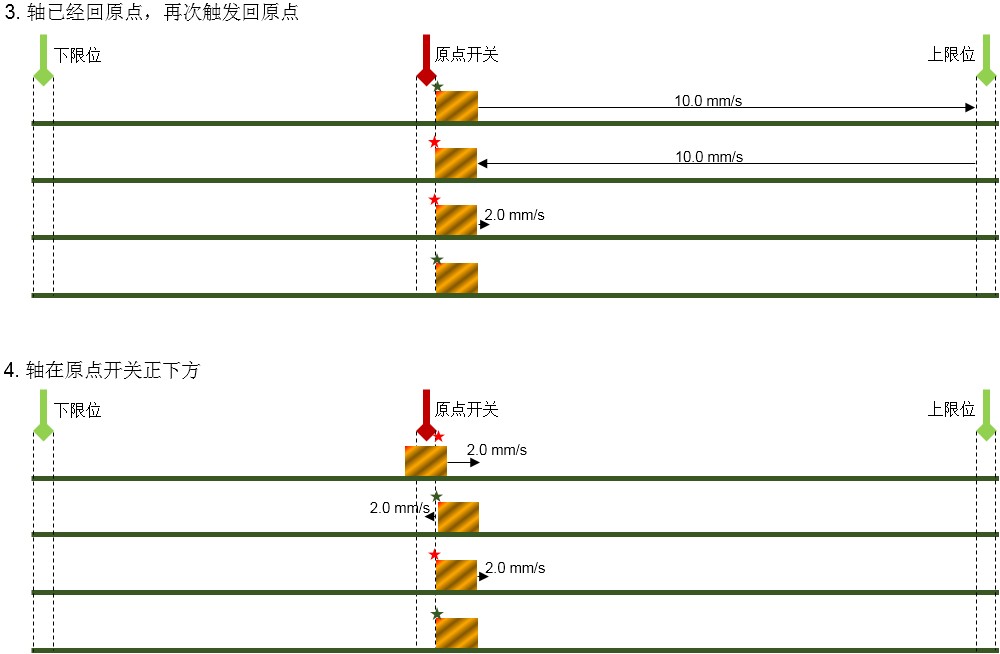 3. 轴已经回原点，再次触发回原点
下限位
原点开关
上限位
10.0 mm/s
10.0 mm/s
2.0 mm/s
4. 轴在原点开关正下方
下限位
原点开关
上限位
2.0 mm/s
2.0 mm/s
2.0 mm/s